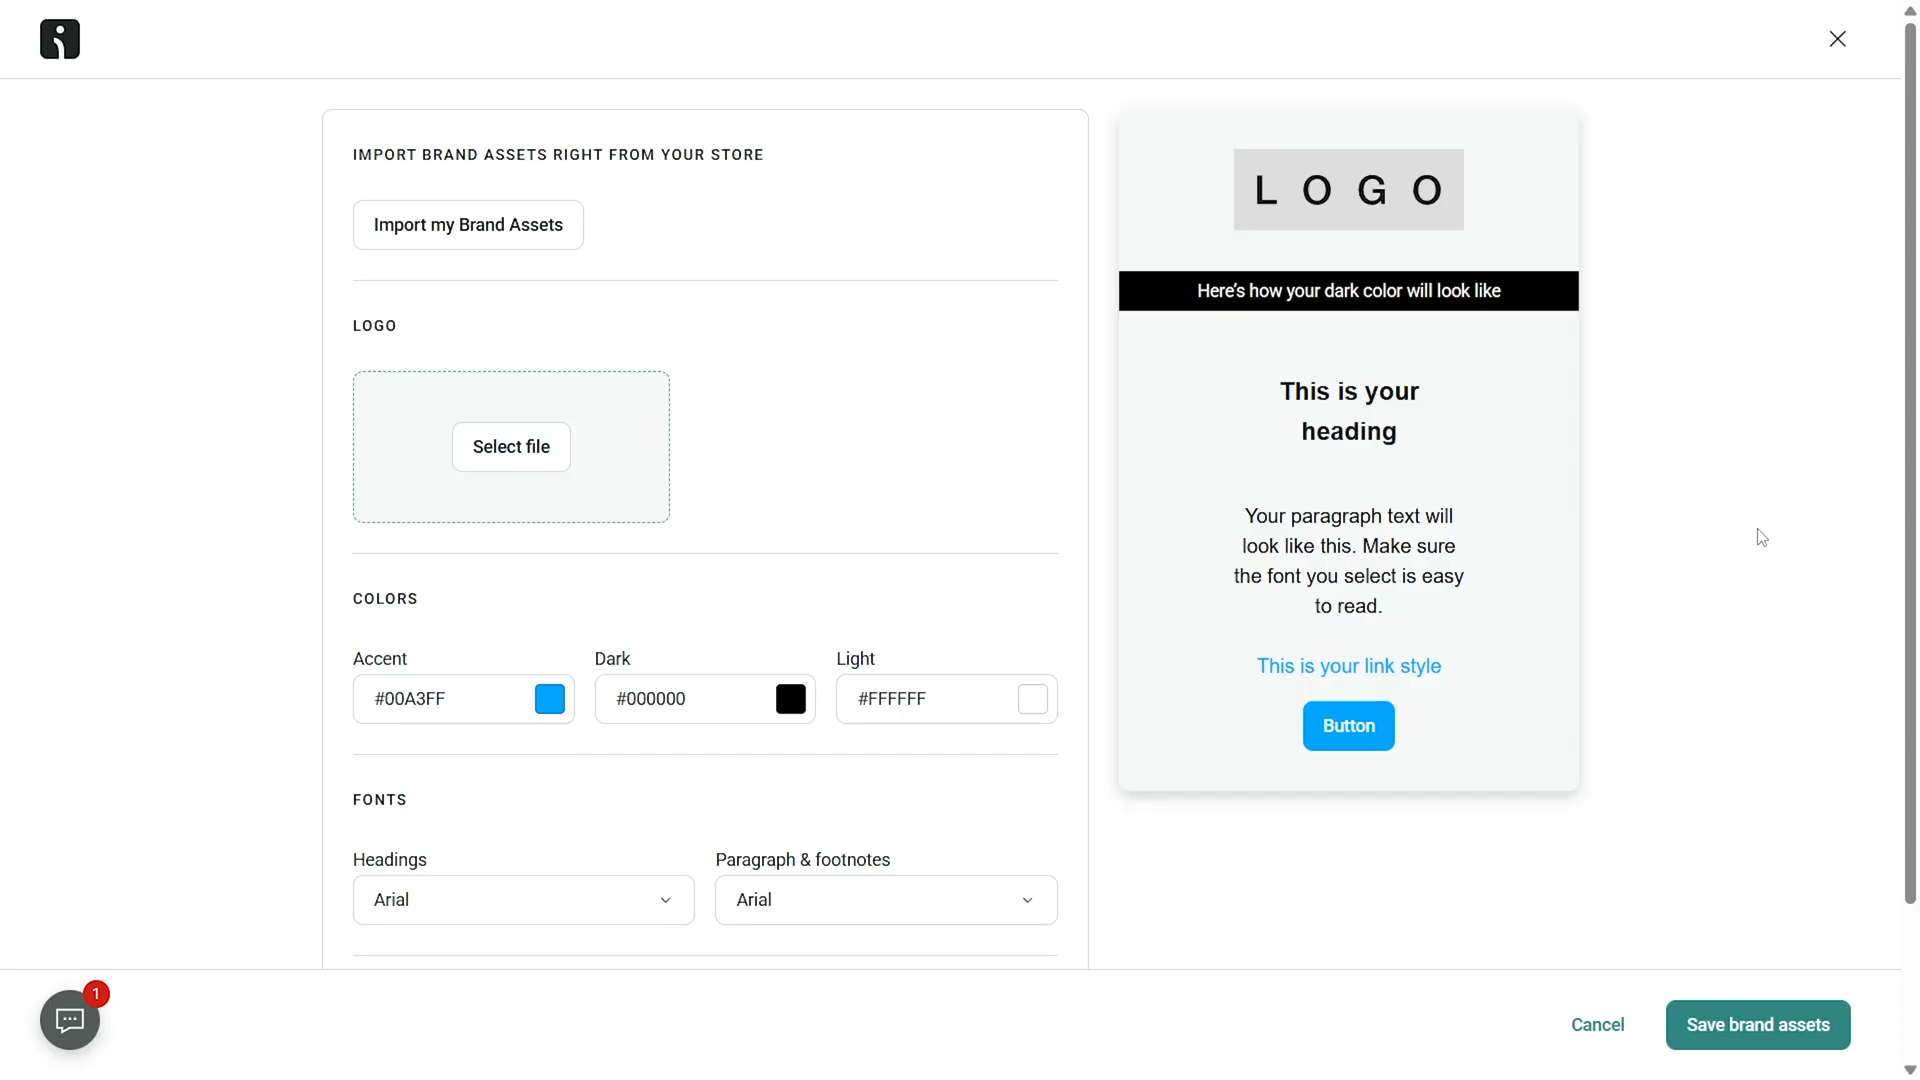 IMPORT BRAND ASSETS RIGHT FROM YOUR STORE
Import my Brand Assets
LOGO
Select file
COLORS
Accent
Dark
Light
#00A3FF
#000000
#FFFFFF
FONTS
Headings
Paragraph & footnotes
Arial
Arial
LOGO
Here's how your dark color will look like
This is your
heading
Your paragraph text will
look like this. Make sure
the font you select is easy
to read.
This is your link style
Button
1
Cancel
Save brand assets